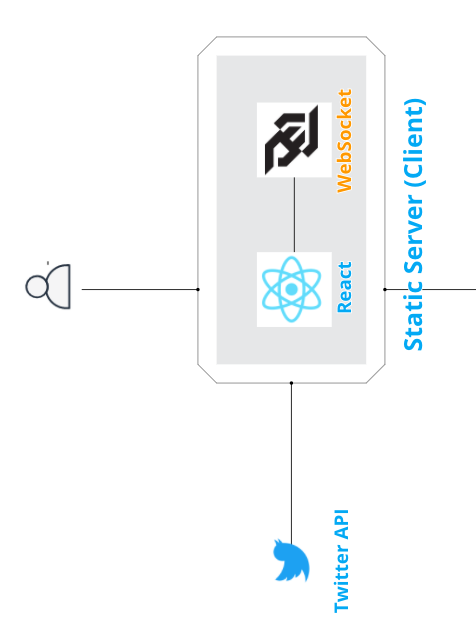 WebSocket
React
Static Server (Client)
Twitter API